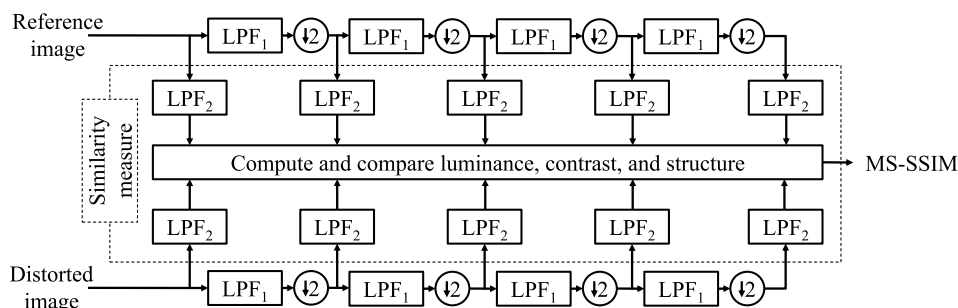 Reference
image
LPF₁ ↓2 LPF₁ ↓2 LPF₁ ↓2 LPF₁ ↓2
LPF₂ LPF₂ LPF₂ LPF₂ LPF₂
Similarity
measure
Compute and compare luminance, contrast, and structure
MS-SSIM
LPF₂ LPF₂ LPF₂ LPF₂ LPF₂
Distorted
image
LPF₁ ↓2 LPF₁ ↓2 LPF₁ ↓2 LPF₁ ↓2